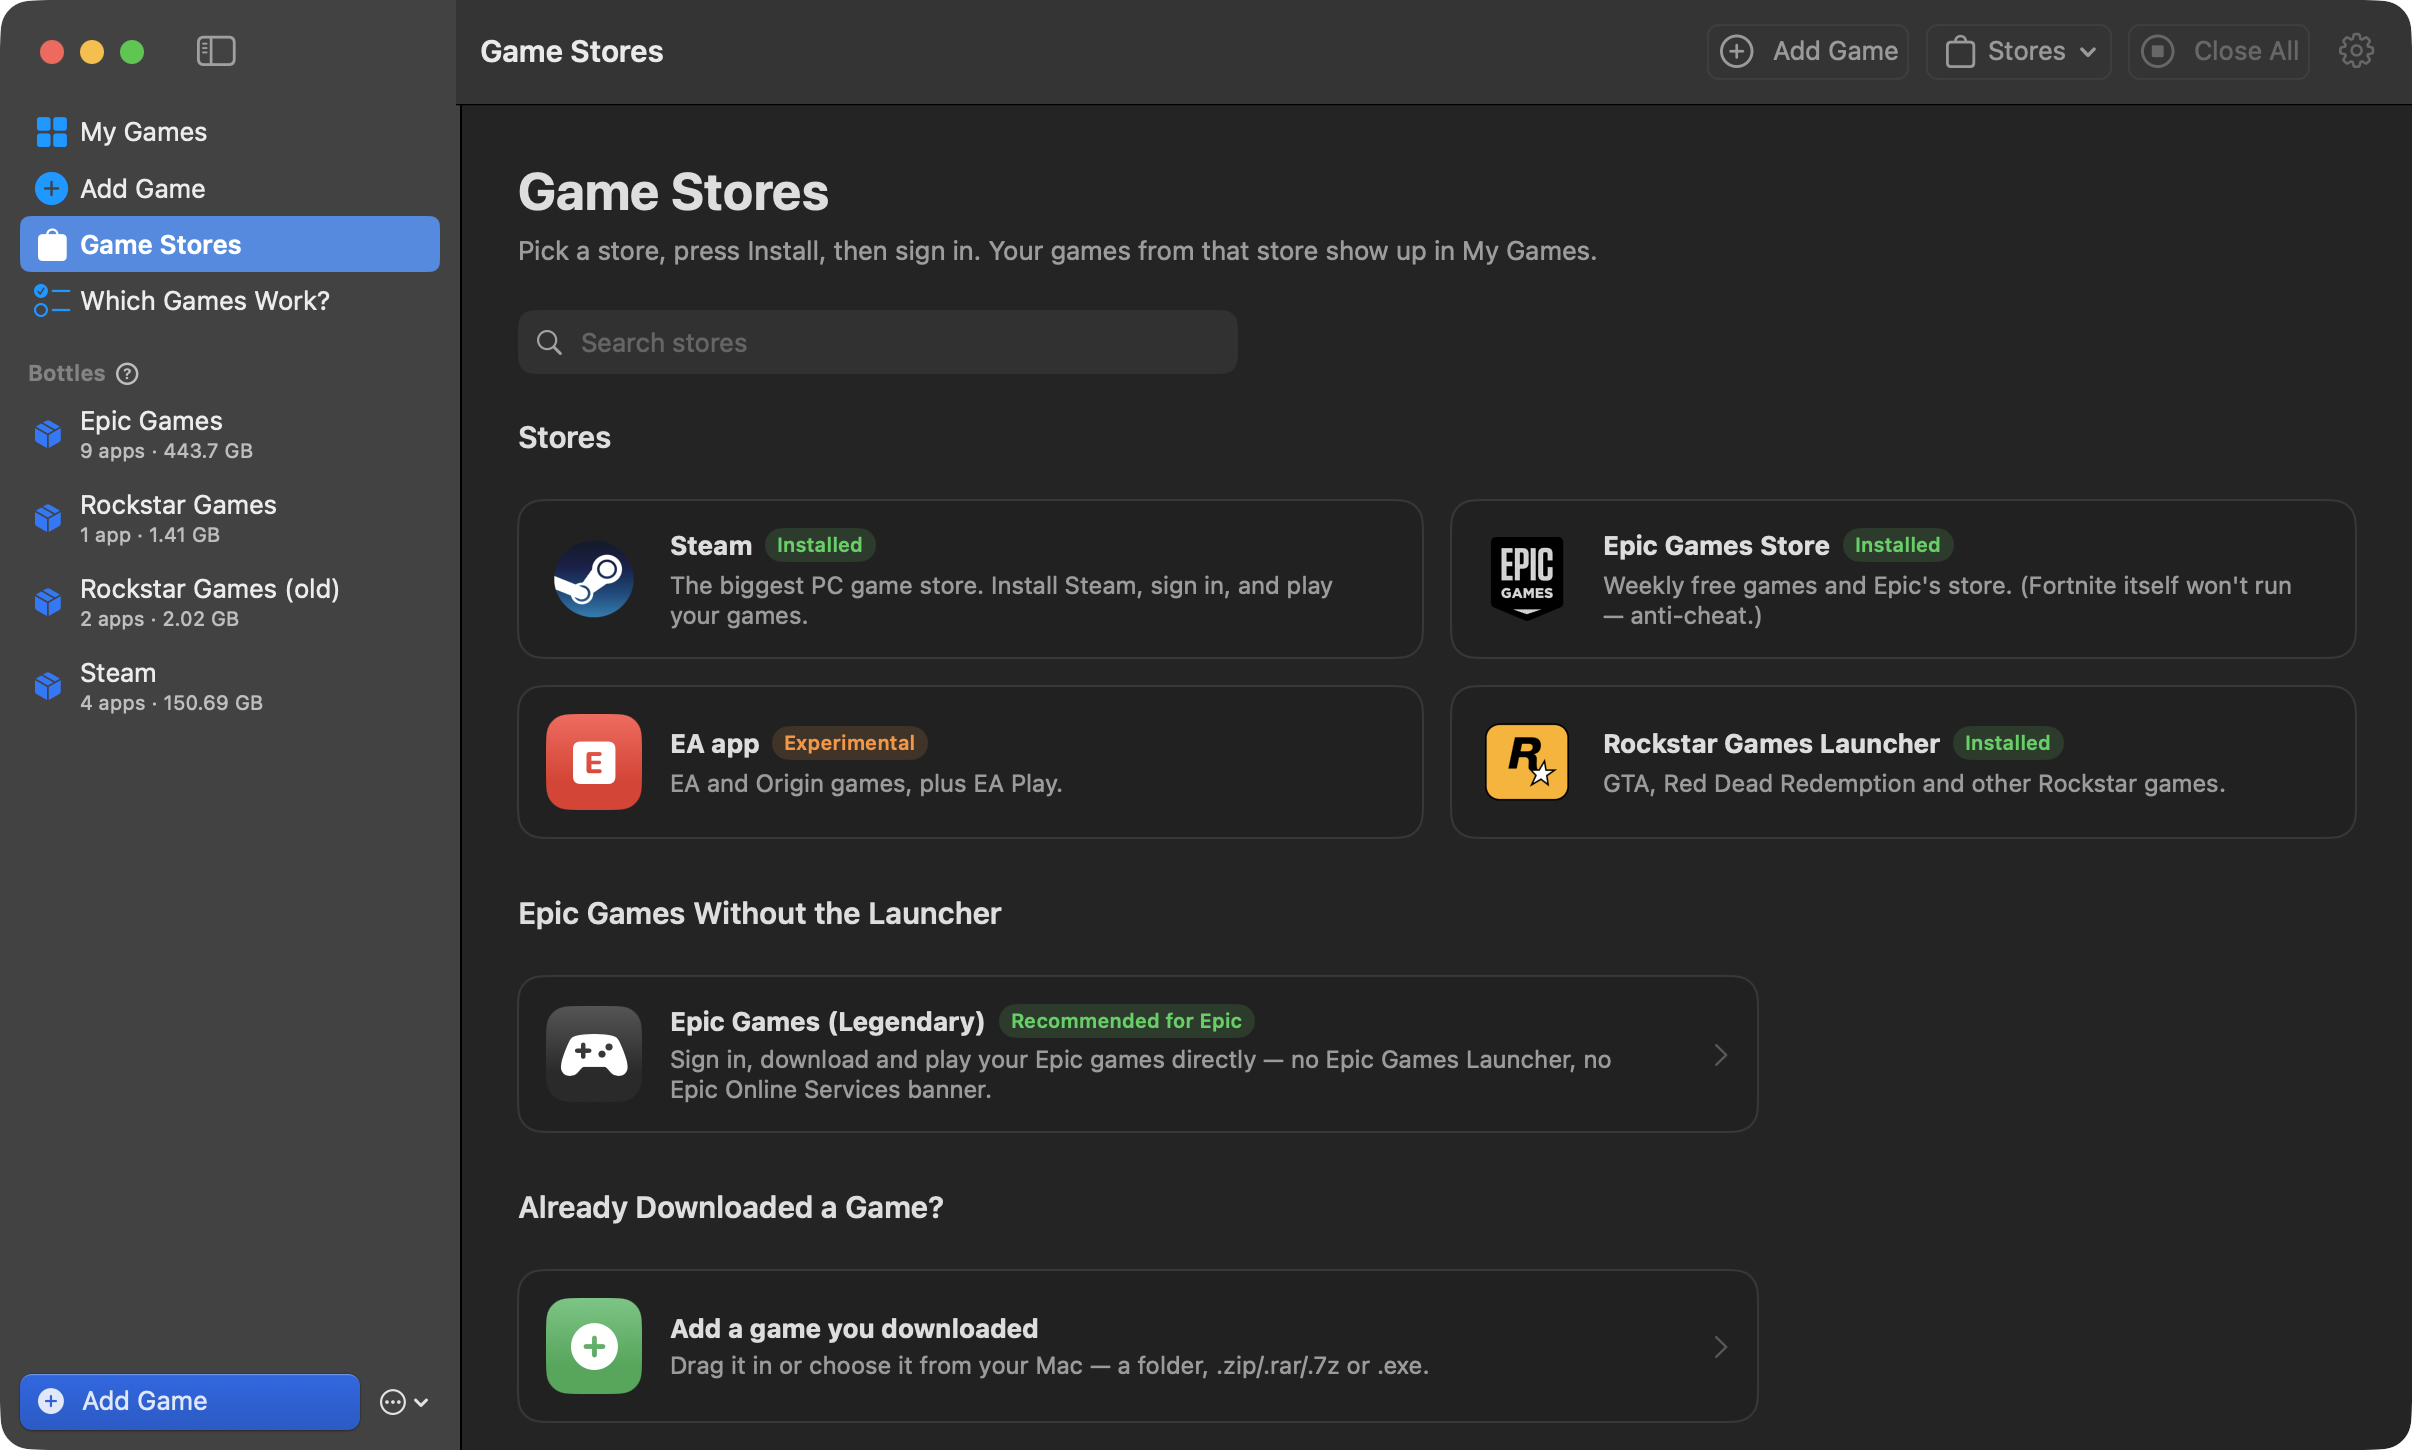 Game Stores
Add Game
Stores
Close All
My Games
Add Game
Game Stores
Which Games Work?
Bottles ?
Epic Games
9 apps · 443.7 GB
Rockstar Games
1 app · 1.41 GB
Rockstar Games (old)
2 apps · 2.02 GB
Steam
4 apps · 150.69 GB
Add Game
Game Stores
Pick a store, press Install, then sign in. Your games from that store show up in My Games.
Search stores
Stores
Steam Installed
The biggest PC game store. Install Steam, sign in, and play
your games.
EPIC
GAMES
Epic Games Store Installed
Weekly free games and Epic's store. (Fortnite itself won't run
— anti-cheat.)
E
EA app Experimental
EA and Origin games, plus EA Play.
R
Rockstar Games Launcher Installed
GTA, Red Dead Redemption and other Rockstar games.
Epic Games Without the Launcher
Epic Games (Legendary) Recommended for Epic
Sign in, download and play your Epic games directly — no Epic Games Launcher, no
Epic Online Services banner.
Already Downloaded a Game?
Add a game you downloaded
Drag it in or choose it from your Mac — a folder, .zip/.rar/.7z or .exe.